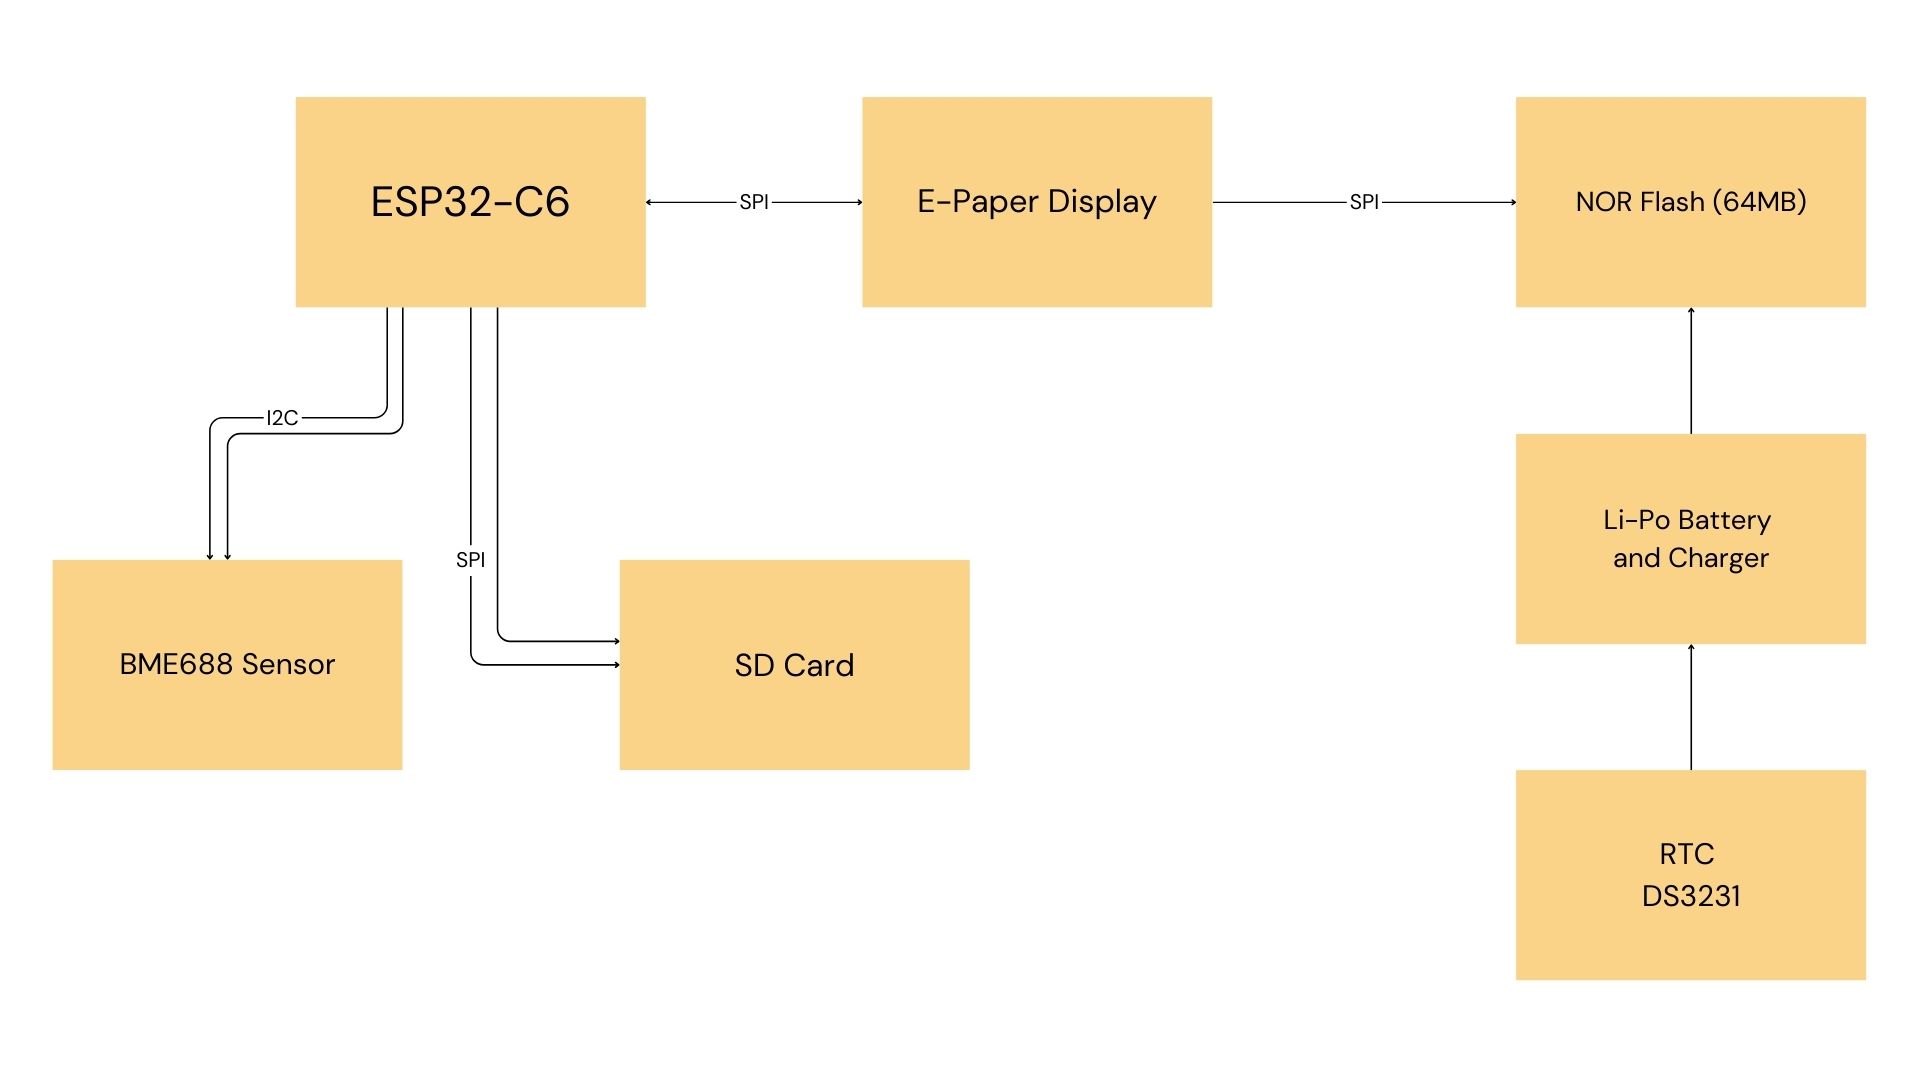 ESP32-C6
SPI
E-Paper Display
SPI
NOR Flash (64MB)
I2C
Li-Po Battery
and Charger
SPI
BME688 Sensor
SD Card
RTC
DS3231